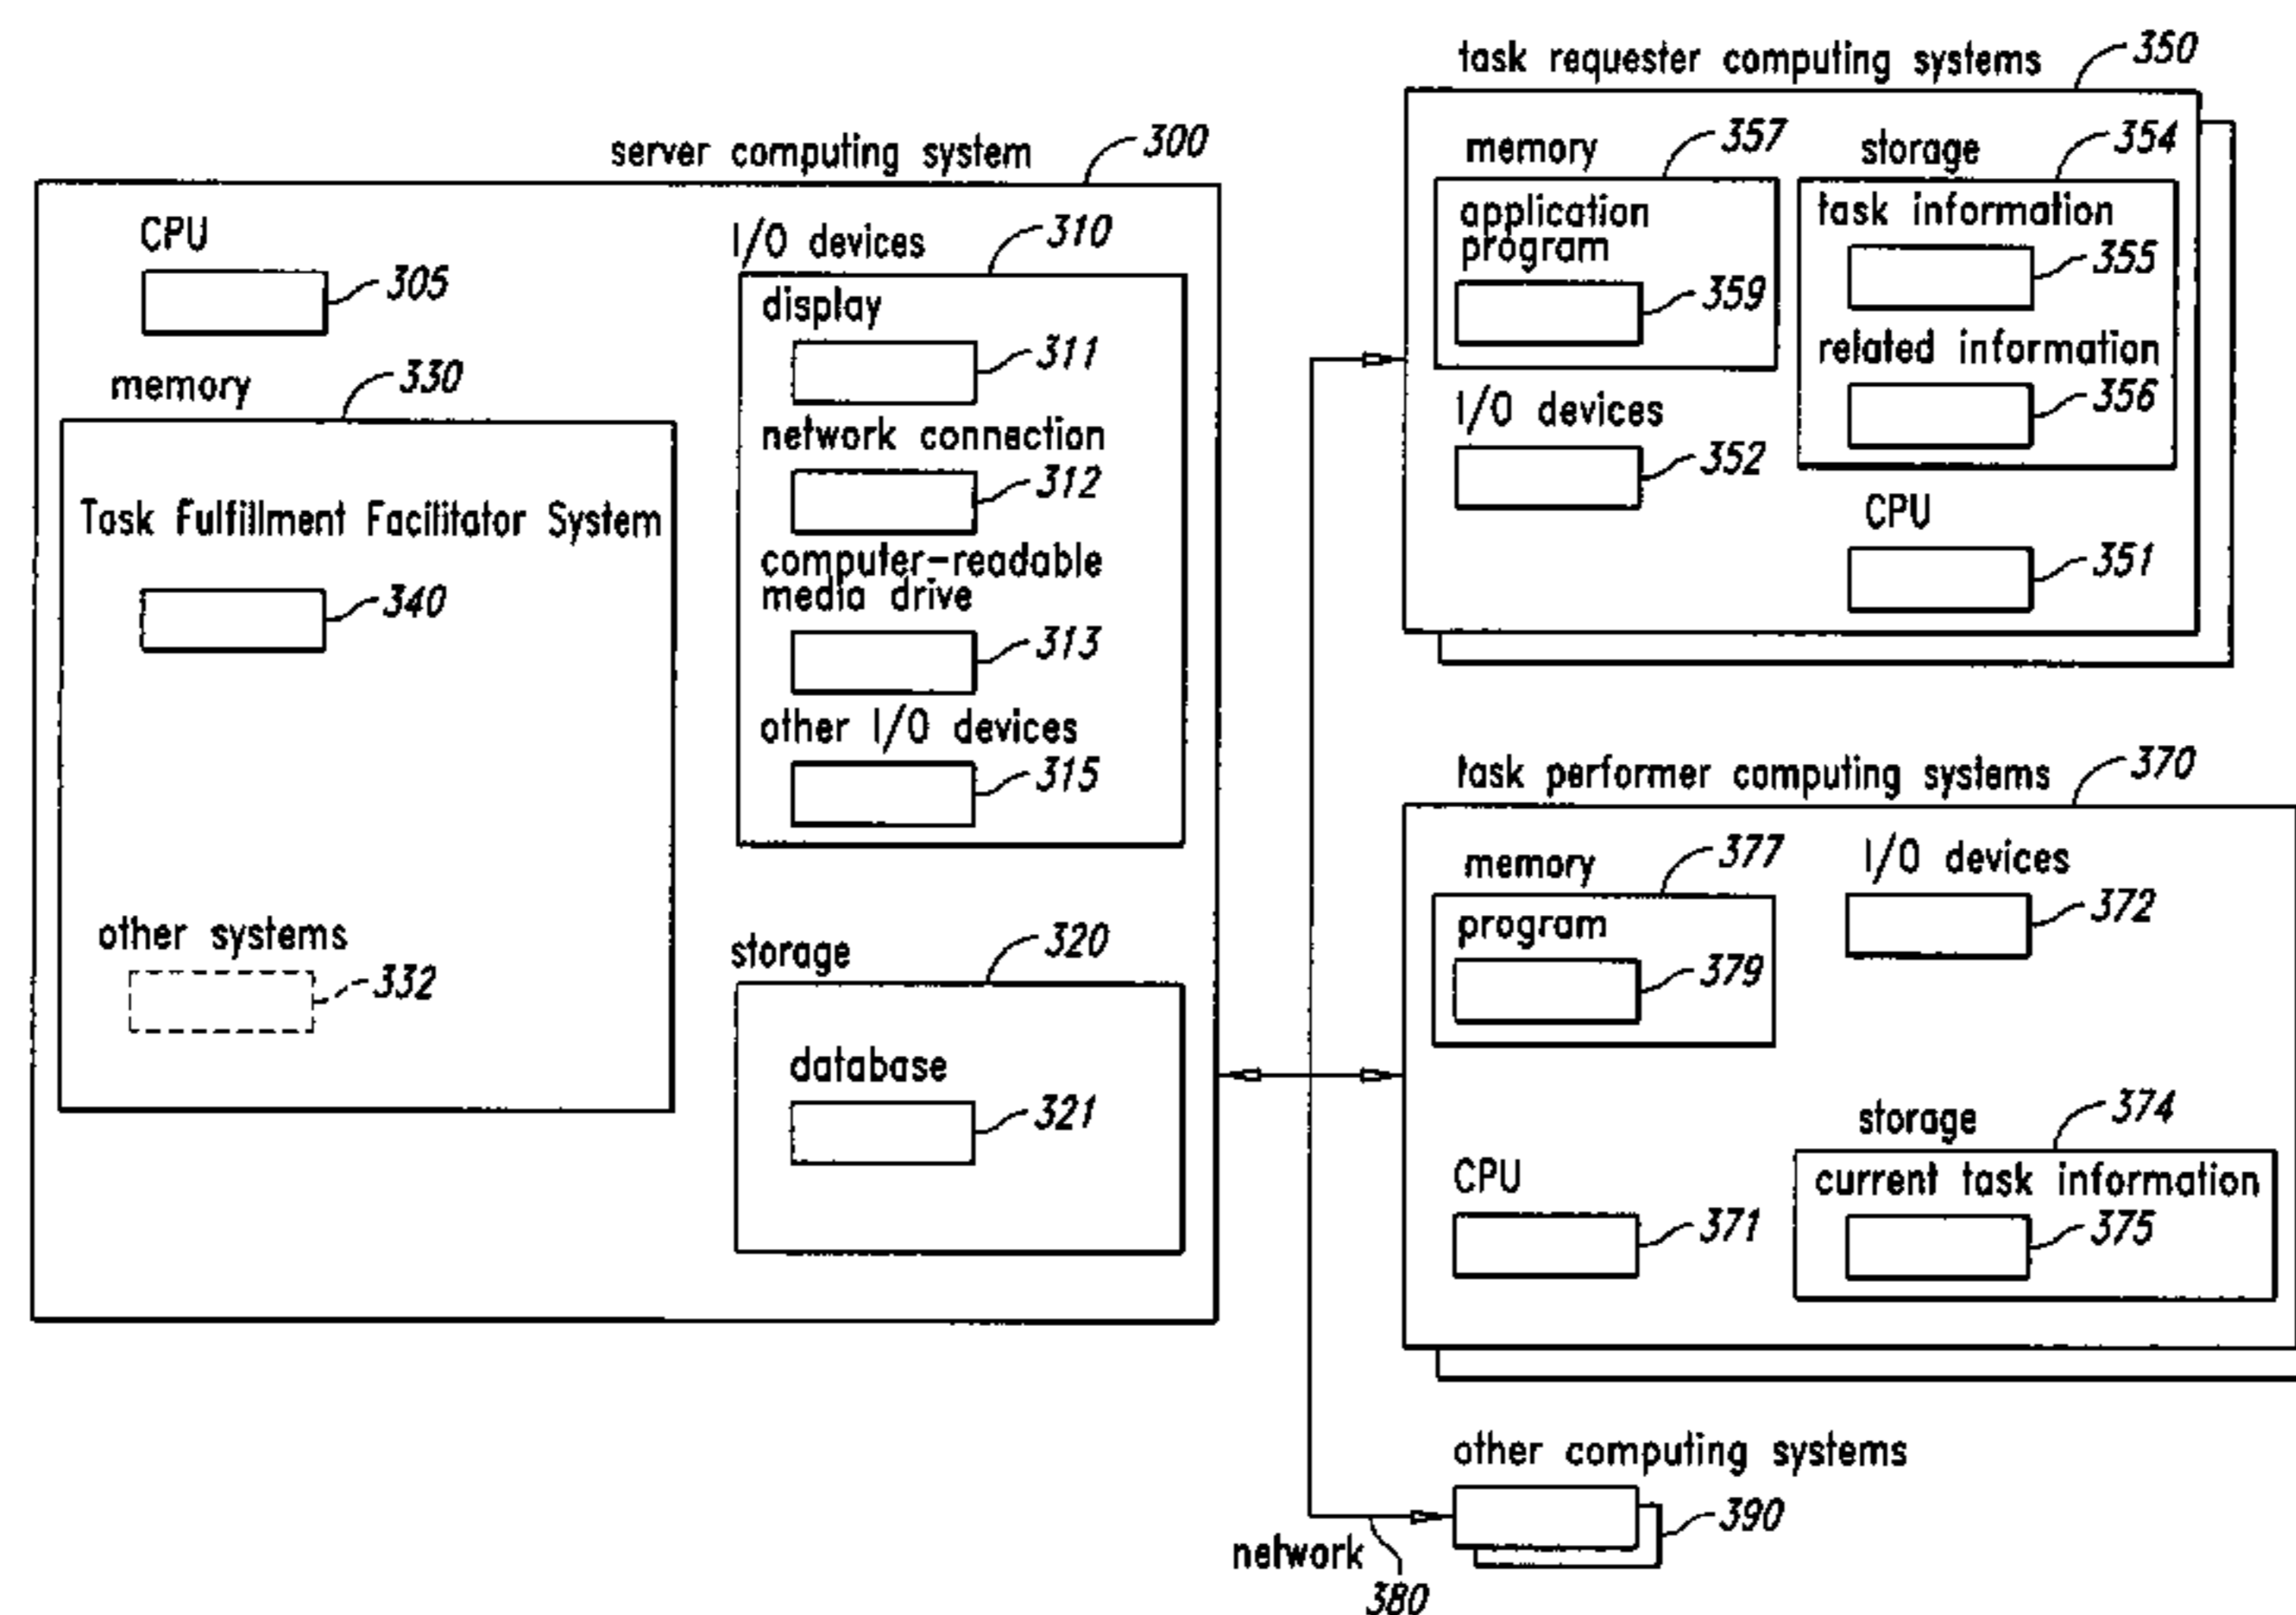 server computing system 300
CPU
305
memory 330
Task Fulfillment Facilitator System
340
other systems
332
I/O devices 310
display
311
network connection
312
computer-readable
media drive
313
other I/O devices
315
storage 320
database
321
task requester computing systems 350
memory 357
application
program
359
I/O devices
352
storage 354
task information
355
related information
356
CPU
351
task performer computing systems 370
memory 377
program
379
I/O devices
372
CPU
371
storage 374
current task information
375
other computing systems
390
network
380